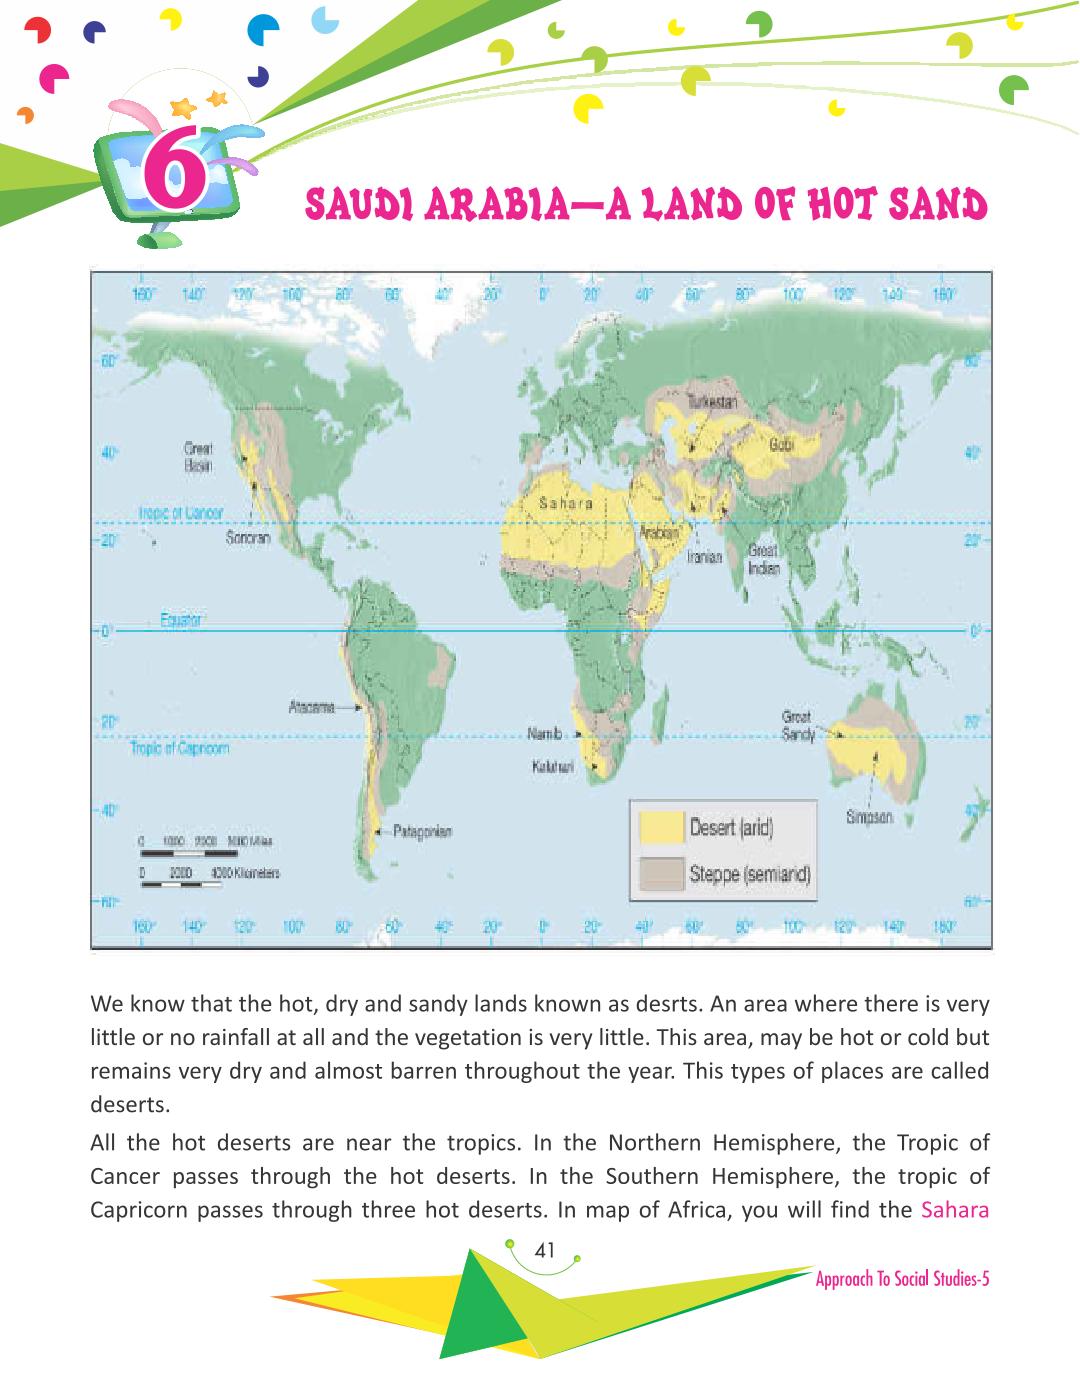 6
SAUDI ARABIA—A LAND OF HOT SAND
160° 140° 120° 100° 80° 60° 40° 20° 0° 20° 40° 60° 80° 100° 120° 140° 160°
60° 60°
Turkestan
Great
Basin
40° Gobi 40°
Sahara
Tropic of Cancer
Sonoran
20° Arabian 20°
Iranian
Great
Indian
Equator
0° 0°
Atacama
20° 20°
Namib
Great
Sandy
Tropic of Capricorn
Kalahari
40° 40°
Simpson
Patagonian
Desert (arid)
Steppe (semiarid)
0 1000 2000 3000 Miles
0 2000 4000 Kilometers
60° 60°
160° 140° 120° 100° 80° 60° 40° 20° 0° 20° 40° 60° 80° 100° 120° 140° 160°
We know that the hot, dry and sandy lands known as desrts. An area where there is very
little or no rainfall at all and the vegetation is very little. This area, may be hot or cold but
remains very dry and almost barren throughout the year. This types of places are called
deserts.
All the hot deserts are near the tropics. In the Northern Hemisphere, the Tropic of
Cancer passes through the hot deserts. In the Southern Hemisphere, the tropic of
Capricorn passes through three hot deserts. In map of Africa, you will find the Sahara
41
Approach To Social Studies-5